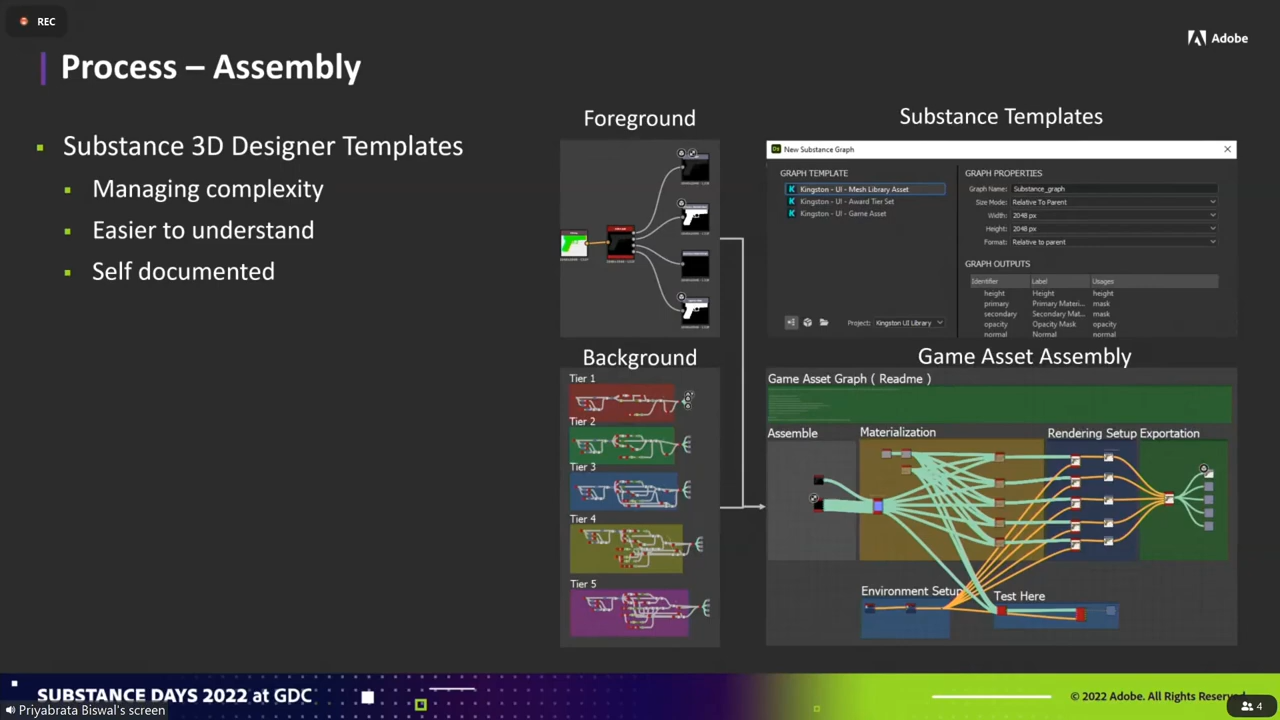 REC
Adobe
Process – Assembly
Substance 3D Designer Templates
Managing complexity
Easier to understand
Self documented
Foreground
Background
Tier 1
Tier 2
Tier 3
Tier 4
Tier 5
Substance Templates
New Substance Graph
GRAPH TEMPLATE
Kingston - UI - Mesh Library Asset
Kingston - UI - Award Tier Set
Kingston - UI - Game Asset
Project: Kingston UI Library
GRAPH PROPERTIES
Graph Name: Substance_graph
Size Mode: Relative To Parent
Width: 2048 px
Height: 2048 px
Format: Relative to parent
GRAPH OUTPUTS
Identifier Label Usages
height Height height
primary Primary Materi... mask
secondary Secondary Mat... mask
opacity Opacity Mask opacity
normal Normal normal
Game Asset Assembly
Game Asset Graph ( Readme )
Assemble
Materialization
Rendering Setup
Exportation
Environment Setup
Test Here
SUBSTANCE DAYS 2022 at GDC
© 2022 Adobe. All Rights Reserv
Priyabrata Biswal's screen
4